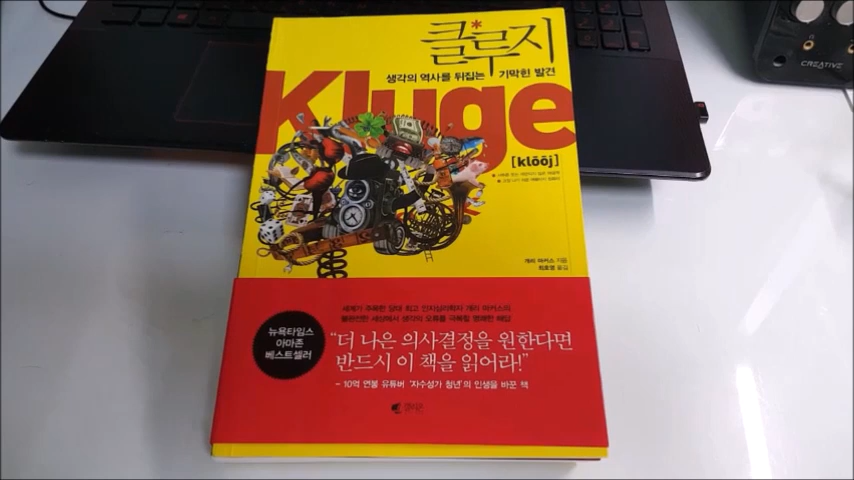 클*루지
생각의 역사를 뒤집는 기막힌 발견
Kluge
[klōōj]
개리 마커스 지음
최호영 옮김
세계가 주목한 당대 최고 인지심리학자 개리 마커스의
불완전한 세상에서 생각의 오류를 극복할 명쾌한 해답
뉴욕타임스
아마존
베스트셀러
“더 나은 의사결정을 원한다면
반드시 이 책을 읽어라!”
– 10억 연봉 유튜버 '자수성가 청년'의 인생을 바꾼 책
갤리온
CREATIVE